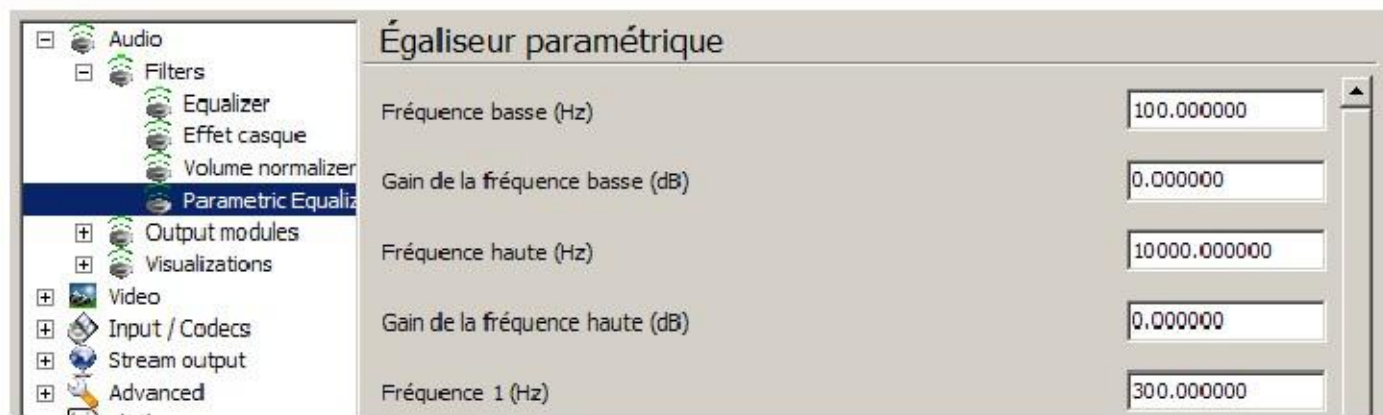 Audio
Filters
Equalizer
Effet casque
Volume normalizer
Parametric Equaliz
Output modules
Visualizations
Video
Input / Codecs
Stream output
Advanced
Égaliseur paramétrique
Fréquence basse (Hz) 100.000000
Gain de la fréquence basse (dB) 0.000000
Fréquence haute (Hz) 10000.000000
Gain de la fréquence haute (dB) 0.000000
Fréquence 1 (Hz) 300.000000